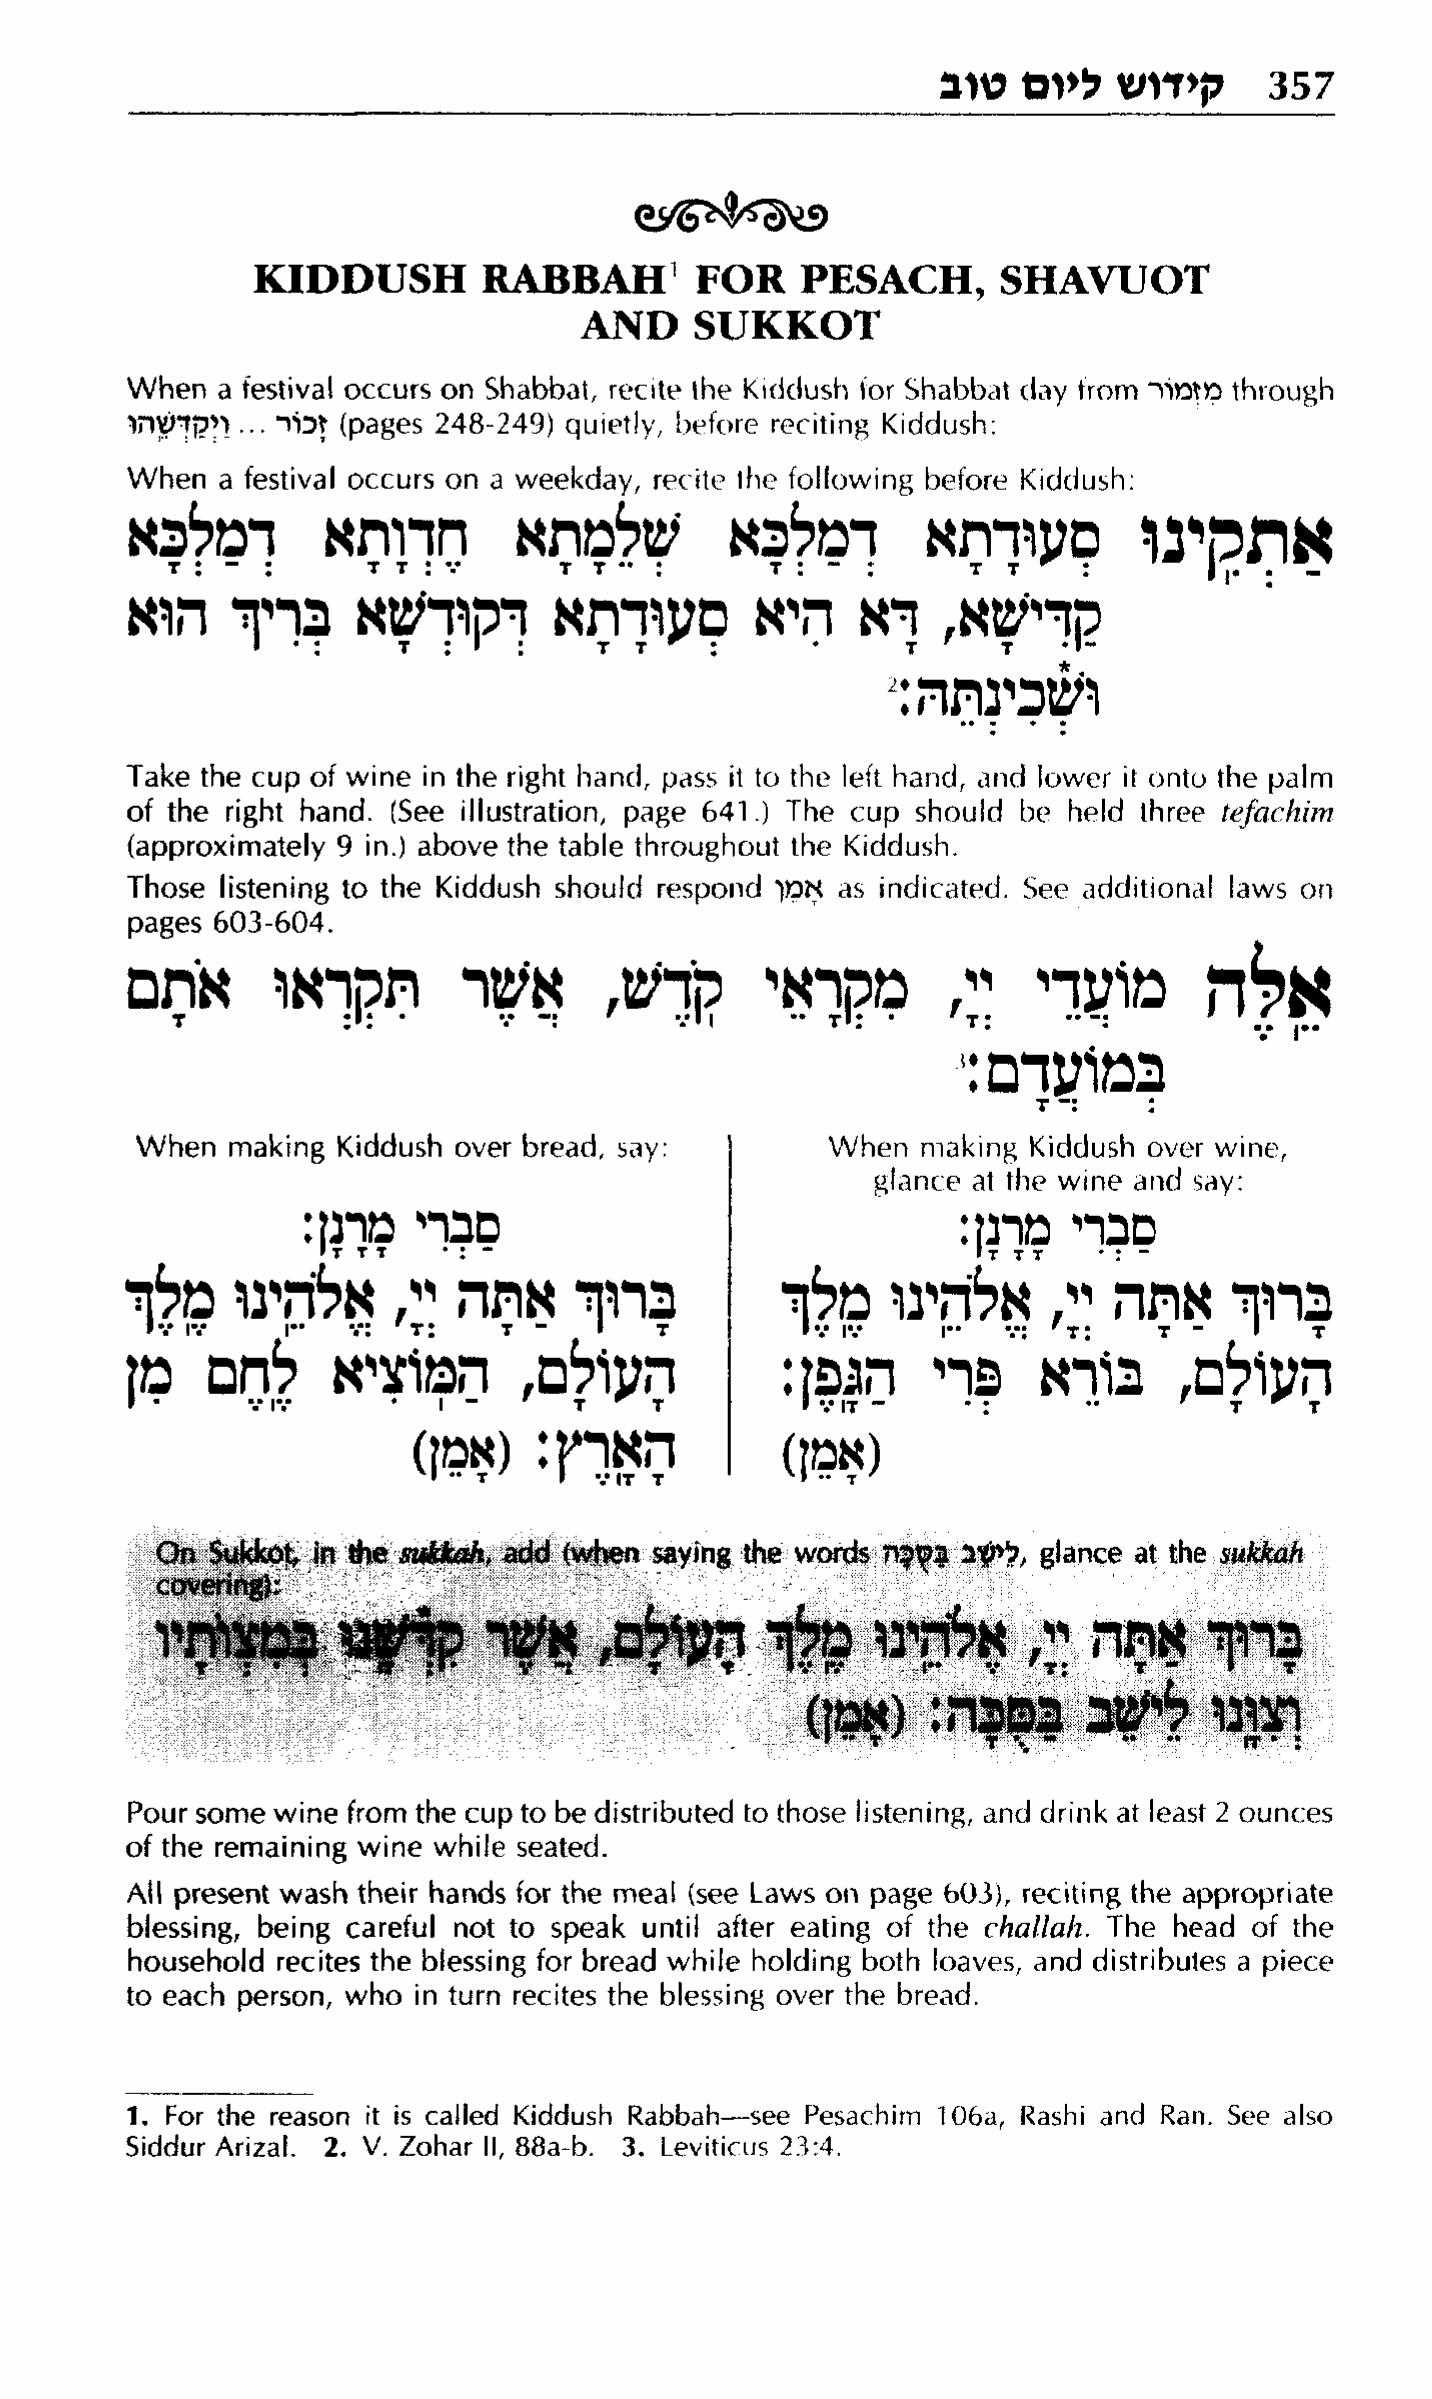 קידוש ליום טוב 357
KIDDUSH RABBAH¹ FOR PESACH, SHAVUOT
AND SUKKOT
When a festival occurs on Shabbat, recite the Kiddush for Shabbat day from מִזְמוֹר through
זָכוֹר ... וַיְקַדְּשֵׁהוּ (pages 248-249) quietly, before reciting Kiddush:
When a festival occurs on a weekday, recite the following before Kiddush:
אַתְקִינוּ סְעוּדָתָא דְמַלְכָּא שְׁלֵמָתָא חֶדְוָתָא דְמַלְכָּא
קַדִּישָׁא, דָּא הִיא סְעוּדָתָא דְּקוּדְשָׁא בְּרִיךְ הוּא
וּשְׁכִינְתֵּהּ:*²
Take the cup of wine in the right hand, pass it to the left hand, and lower it onto the palm
of the right hand. (See illustration, page 641.) The cup should be held three tefachim
(approximately 9 in.) above the table throughout the Kiddush.
Those listening to the Kiddush should respond אָמֵן as indicated. See additional laws on
pages 603-604.
אֵלֶּה מוֹעֲדֵי יְיָ, מִקְרָאֵי קֹדֶשׁ, אֲשֶׁר תִּקְרְאוּ אֹתָם
בְּמוֹעֲדָם:³
When making Kiddush over wine,
glance at the wine and say:
סַבְרִי מָרָנָן:
בָּרוּךְ אַתָּה יְיָ, אֱלֹהֵינוּ מֶלֶךְ
הָעוֹלָם, בּוֹרֵא פְּרִי הַגָּפֶן:
(אָמֵן)
When making Kiddush over bread, say:
סַבְרִי מָרָנָן:
בָּרוּךְ אַתָּה יְיָ, אֱלֹהֵינוּ מֶלֶךְ
הָעוֹלָם, הַמּוֹצִיא לֶחֶם מִן
הָאָרֶץ: (אָמֵן)
On Sukkot, in the sukkah, add (when saying the words לֵישֵׁב בַּסֻּכָּה, glance at the sukkah
covering):
בָּרוּךְ אַתָּה יְיָ, אֱלֹהֵינוּ מֶלֶךְ הָעוֹלָם, אֲשֶׁר קִדְּשָׁנוּ בְּמִצְוֹתָיו
וְצִוָּנוּ לֵישֵׁב בַּסֻּכָּה: (אָמֵן)
Pour some wine from the cup to be distributed to those listening, and drink at least 2 ounces
of the remaining wine while seated.
All present wash their hands for the meal (see Laws on page 603), reciting the appropriate
blessing, being careful not to speak until after eating of the challah. The head of the
household recites the blessing for bread while holding both loaves, and distributes a piece
to each person, who in turn recites the blessing over the bread.
1. For the reason it is called Kiddush Rabbah—see Pesachim 106a, Rashi and Ran. See also
Siddur Arizal. 2. V. Zohar II, 88a-b. 3. Leviticus 23:4.